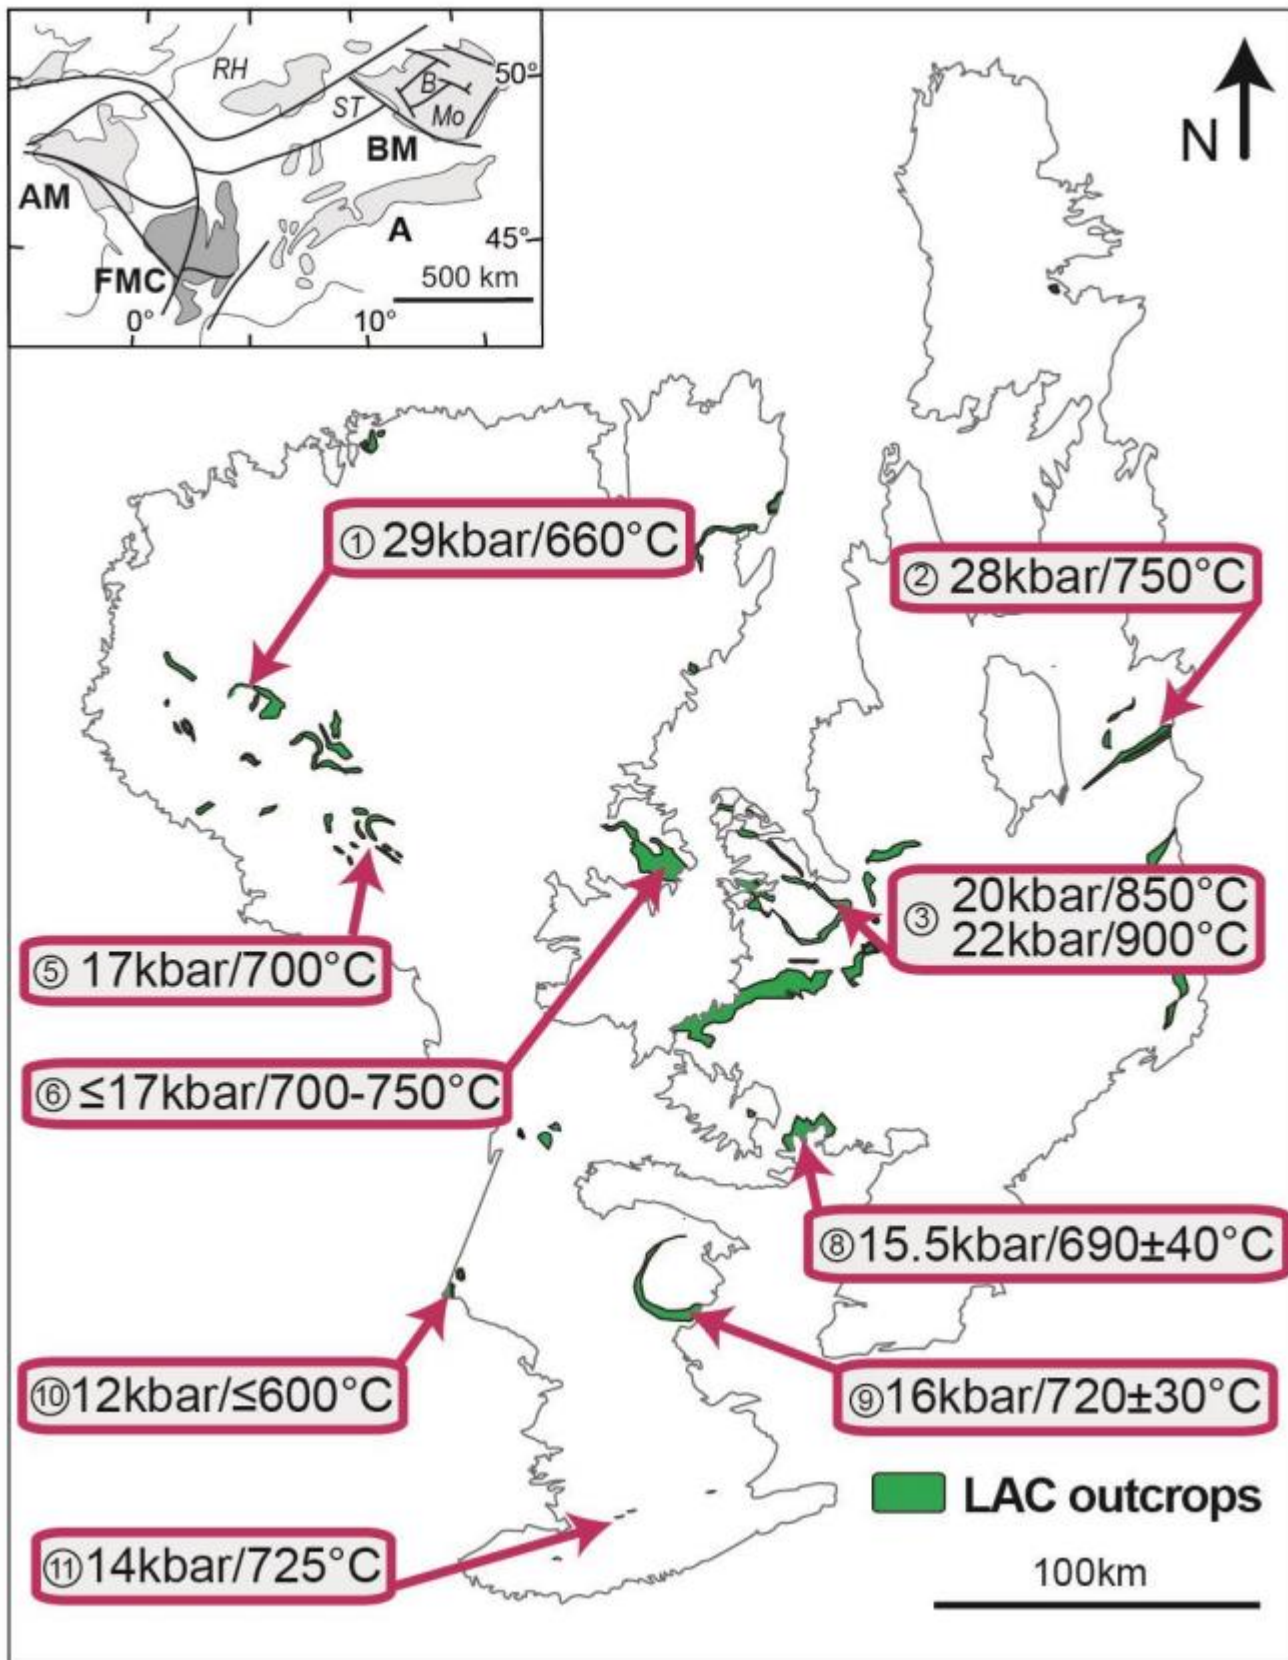 RH
ST
B
Mo
50°
BM
AM
A
45°
FMC
500 km
0°
10°
N
① 29kbar/660°C
② 28kbar/750°C
③ 20kbar/850°C
22kbar/900°C
⑤ 17kbar/700°C
⑥ ≤17kbar/700-750°C
⑧ 15.5kbar/690±40°C
⑩ 12kbar/≤600°C
⑨ 16kbar/720±30°C
LAC outcrops
⑪ 14kbar/725°C
100km